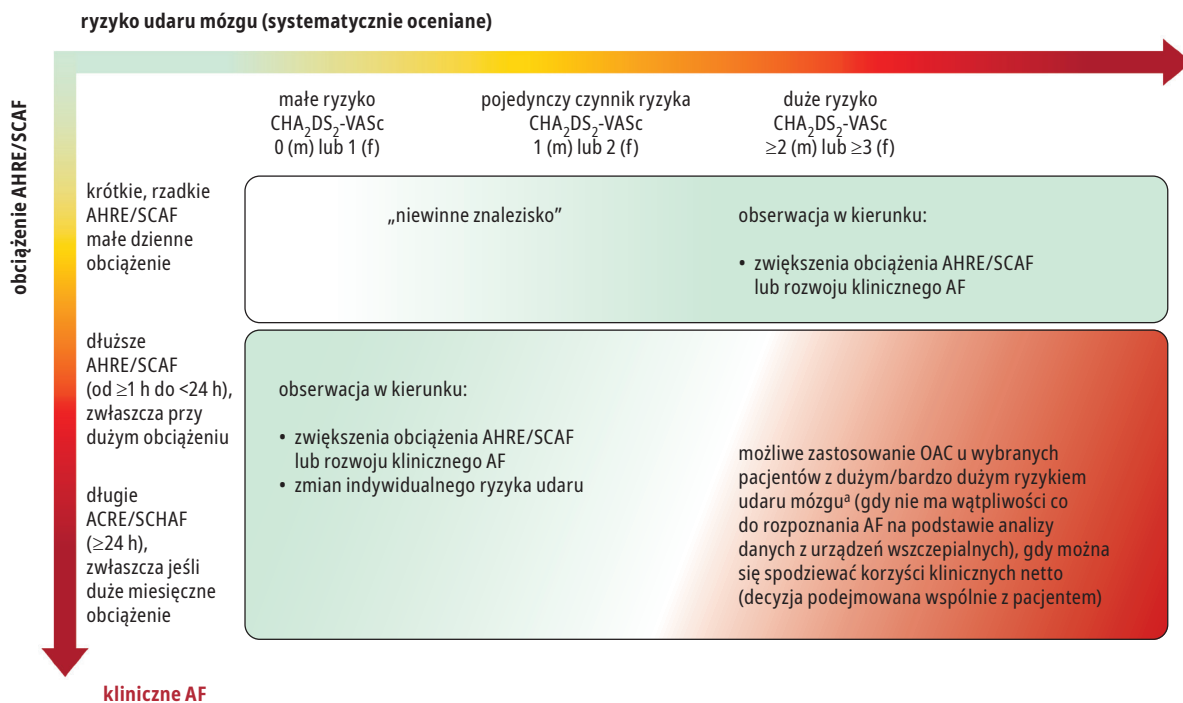 ryzyko udaru mózgu (systematycznie oceniane)
obciążenie AHRE/SCAF
małe ryzyko
CHA₂DS₂-VASc
0 (m) lub 1 (f)
pojedynczy czynnik ryzyka
CHA₂DS₂-VASc
1 (m) lub 2 (f)
duże ryzyko
CHA₂DS₂-VASc
≥2 (m) lub ≥3 (f)
krótkie, rzadkie
AHRE/SCAF
małe dzienne
obciążenie
„niewinne znalezisko”
obserwacja w kierunku:
• zwiększenia obciążenia AHRE/SCAF
lub rozwoju klinicznego AF
dłuższe
AHRE/SCAF
(od ≥1 h do <24 h),
zwłaszcza przy
dużym obciążeniu
długie
ACRE/SCHAF
(≥24 h),
zwłaszcza jeśli
duże miesięczne
obciążenie
obserwacja w kierunku:
• zwiększenia obciążenia AHRE/SCAF
lub rozwoju klinicznego AF
• zmian indywidualnego ryzyka udaru
możliwe zastosowanie OAC u wybranych
pacjentów z dużym/bardzo dużym ryzykiem
udaru mózguᵃ (gdy nie ma wątpliwości co
do rozpoznania AF na podstawie analizy
danych z urządzeń wszczepialnych), gdy można
się spodziewać korzyści klinicznych netto
(decyzja podejmowana wspólnie z pacjentem)
kliniczne AF